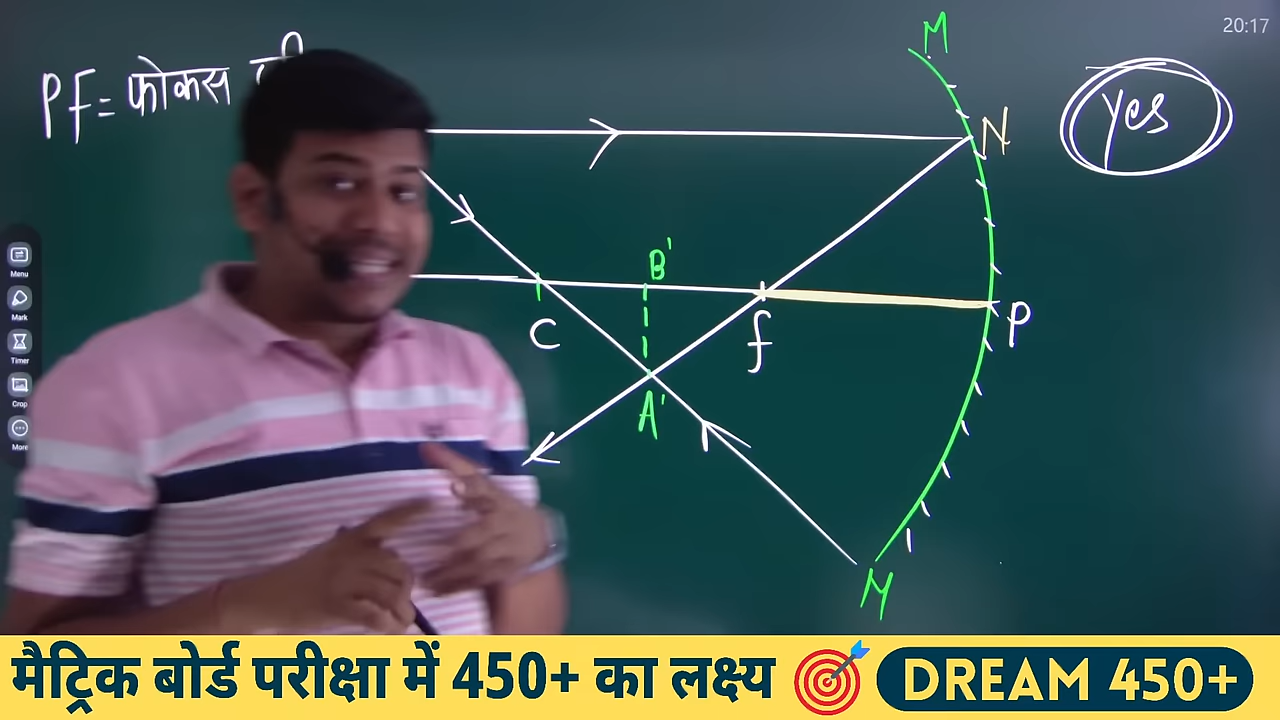 20:17
M
PF = फोकस
N
yes
B'
C
f
P
A'
M
Menu
Mark
Timer
Crop
More
मैट्रिक बोर्ड परीक्षा में 450+ का लक्ष्य
DREAM 450+